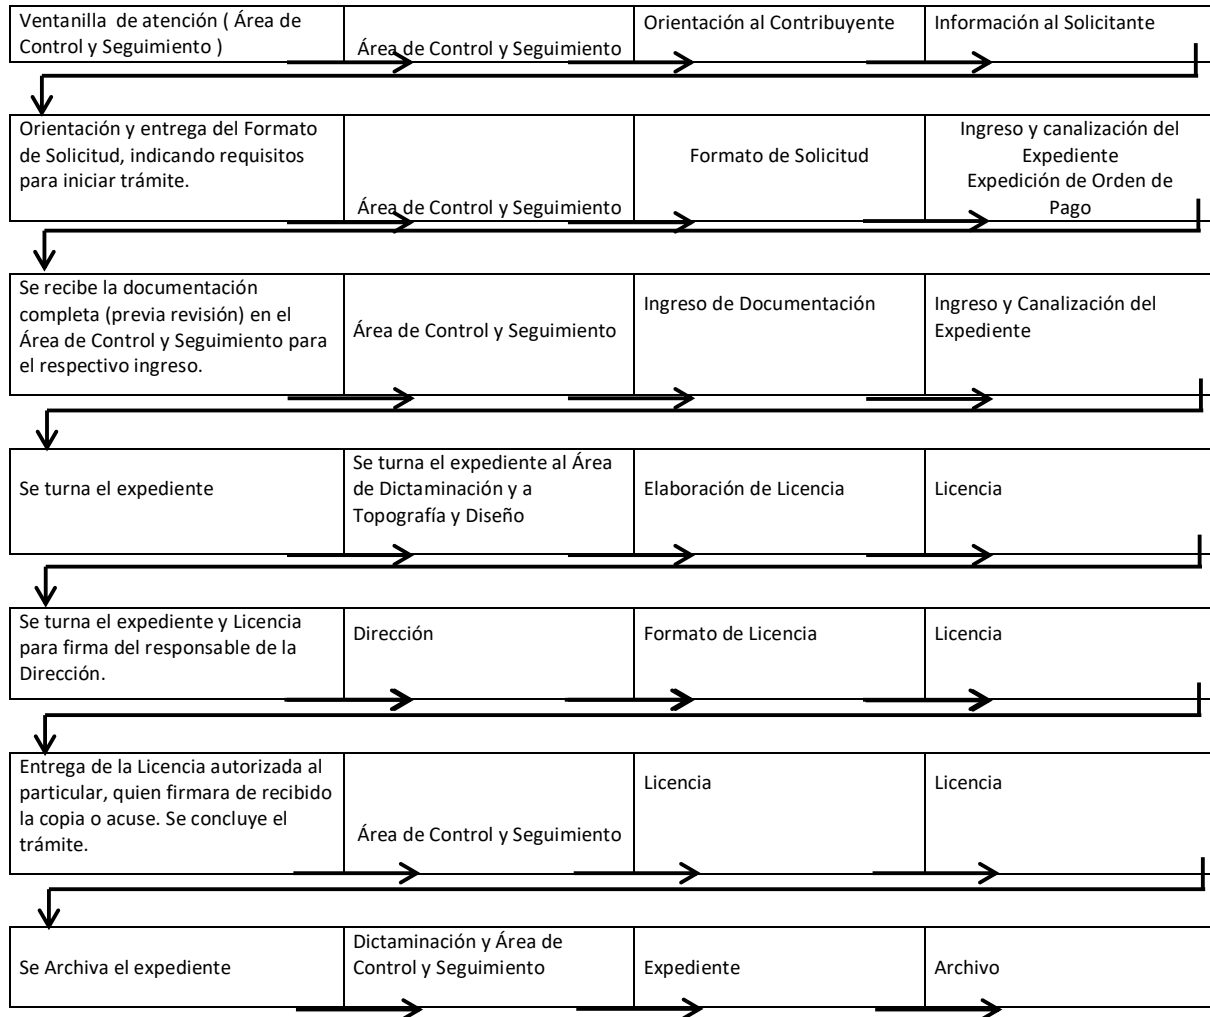 Ventanilla de atención ( Área de
Control y Seguimiento )
Área de Control y Seguimiento
Orientación al Contribuyente
Información al Solicitante
Orientación y entrega del Formato
de Solicitud, indicando requisitos
para iniciar trámite.
Área de Control y Seguimiento
Formato de Solicitud
Ingreso y canalización del
Expediente
Expedición de Orden de
Pago
Se recibe la documentación
completa (previa revisión) en el
Área de Control y Seguimiento para
el respectivo ingreso.
Área de Control y Seguimiento
Ingreso de Documentación
Ingreso y Canalización del
Expediente
Se turna el expediente
Se turna el expediente al Área
de Dictaminación y a
Topografía y Diseño
Elaboración de Licencia
Licencia
Se turna el expediente y Licencia
para firma del responsable de la
Dirección.
Dirección
Formato de Licencia
Licencia
Entrega de la Licencia autorizada al
particular, quien firmara de recibido
la copia o acuse. Se concluye el
trámite.
Área de Control y Seguimiento
Licencia
Licencia
Se Archiva el expediente
Dictaminación y Área de
Control y Seguimiento
Expediente
Archivo